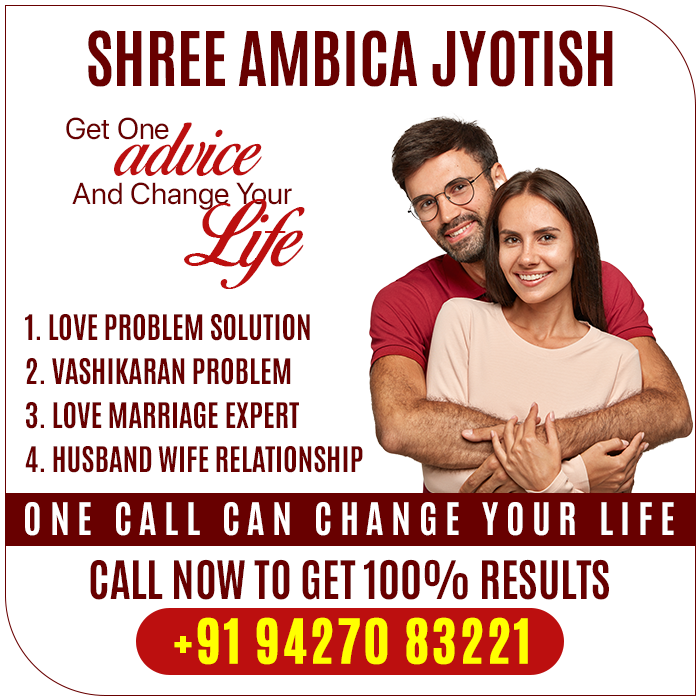 SHREE AMBICA JYOTISH
Get One
advice
And Change Your
Life
1. LOVE PROBLEM SOLUTION
2. VASHIKARAN PROBLEM
3. LOVE MARRIAGE EXPERT
4. HUSBAND WIFE RELATIONSHIP
ONE CALL CAN CHANGE YOUR LIFE
CALL NOW TO GET 100% RESULTS
+91 94270 83221